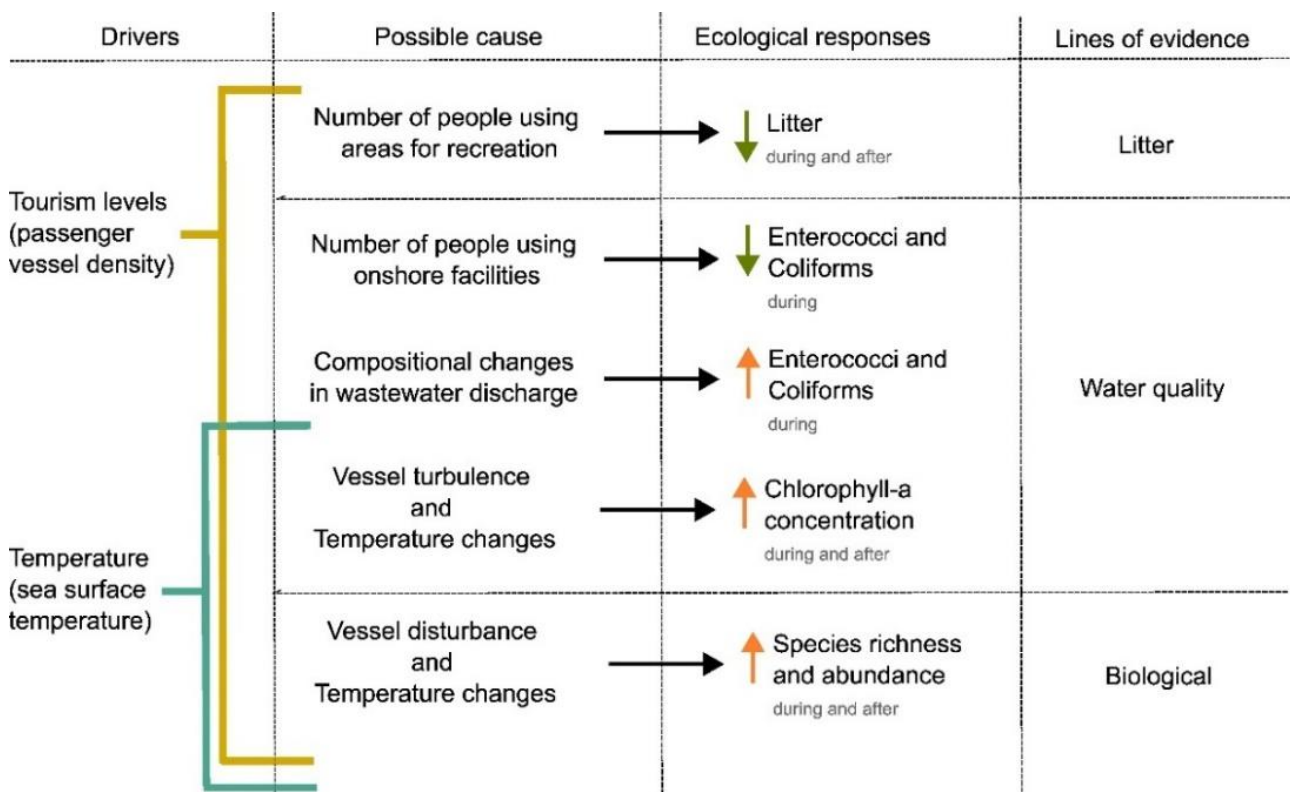 Drivers
Possible cause
Ecological responses
Lines of evidence
Tourism levels
(passenger
vessel density)
Temperature
(sea surface
temperature)
Number of people using
areas for recreation
Litter
during and after
Litter
Number of people using
onshore facilities
Enterococci and
Coliforms
during
Compositional changes
in wastewater discharge
Enterococci and
Coliforms
during
Water quality
Vessel turbulence
and
Temperature changes
Chlorophyll-a
concentration
during and after
Vessel disturbance
and
Temperature changes
Species richness
and abundance
during and after
Biological